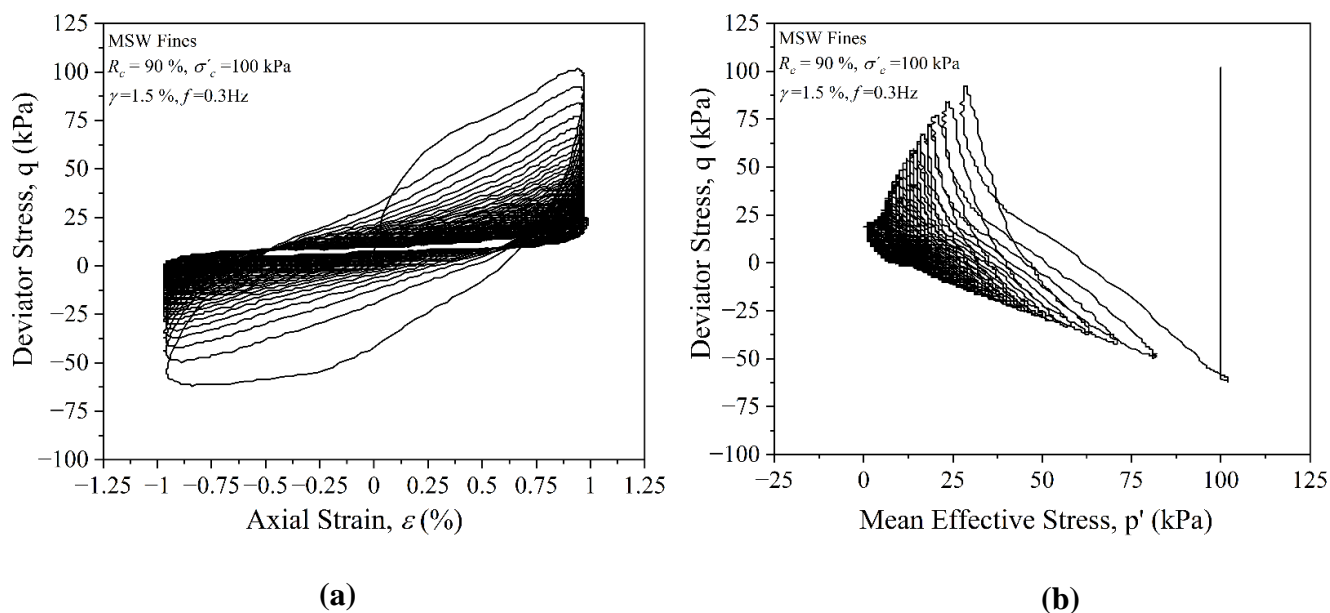 (a)
MSW Fines
R_c = 90 %, σ′_c =100 kPa
γ=1.5 %, f=0.3Hz
Deviator Stress, q (kPa)
125
100
75
50
25
0
−25
−50
−75
−100
−1.25 −1 −0.75 −0.5 −0.25 0 0.25 0.5 0.75 1 1.25
Axial Strain, ε (%)
(a)
(b)
MSW Fines
R_c = 90 %, σ′_c =100 kPa
γ=1.5 %, f=0.3Hz
Deviator Stress, q (kPa)
125
100
75
50
25
0
−25
−50
−75
−100
−25 0 25 50 75 100 125
Mean Effective Stress, p' (kPa)
(b)